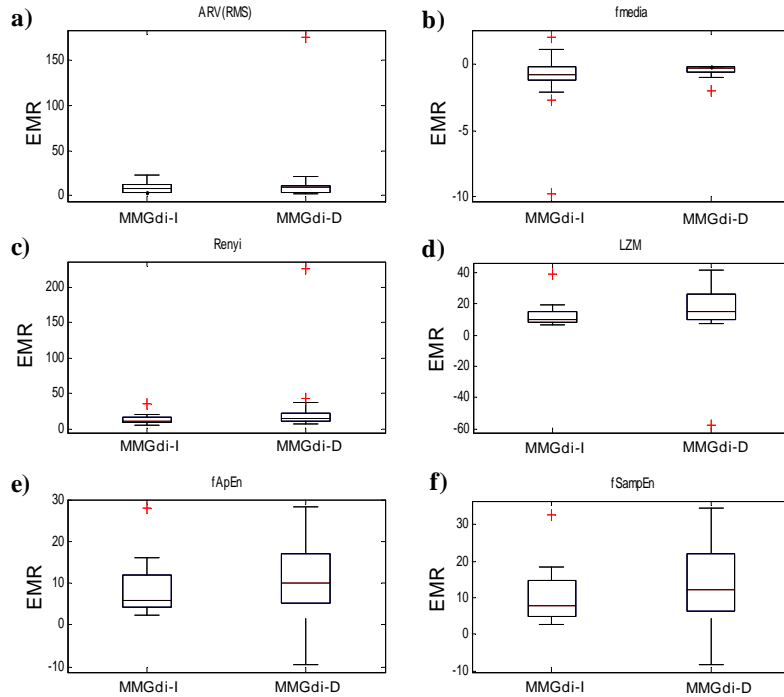 a)
ARV(RMS)
EMR
150
100
50
0
MMGdi-I
MMGdi-D
b)
fmedia
EMR
0
-5
-10
MMGdi-I
MMGdi-D
c)
Renyi
EMR
200
150
100
50
0
MMGdi-I
MMGdi-D
d)
LZM
EMR
40
20
0
-20
-40
-60
MMGdi-I
MMGdi-D
e)
fApEn
EMR
30
20
10
0
-10
MMGdi-I
MMGdi-D
f)
fSampEn
EMR
30
20
10
0
-10
MMGdi-I
MMGdi-D